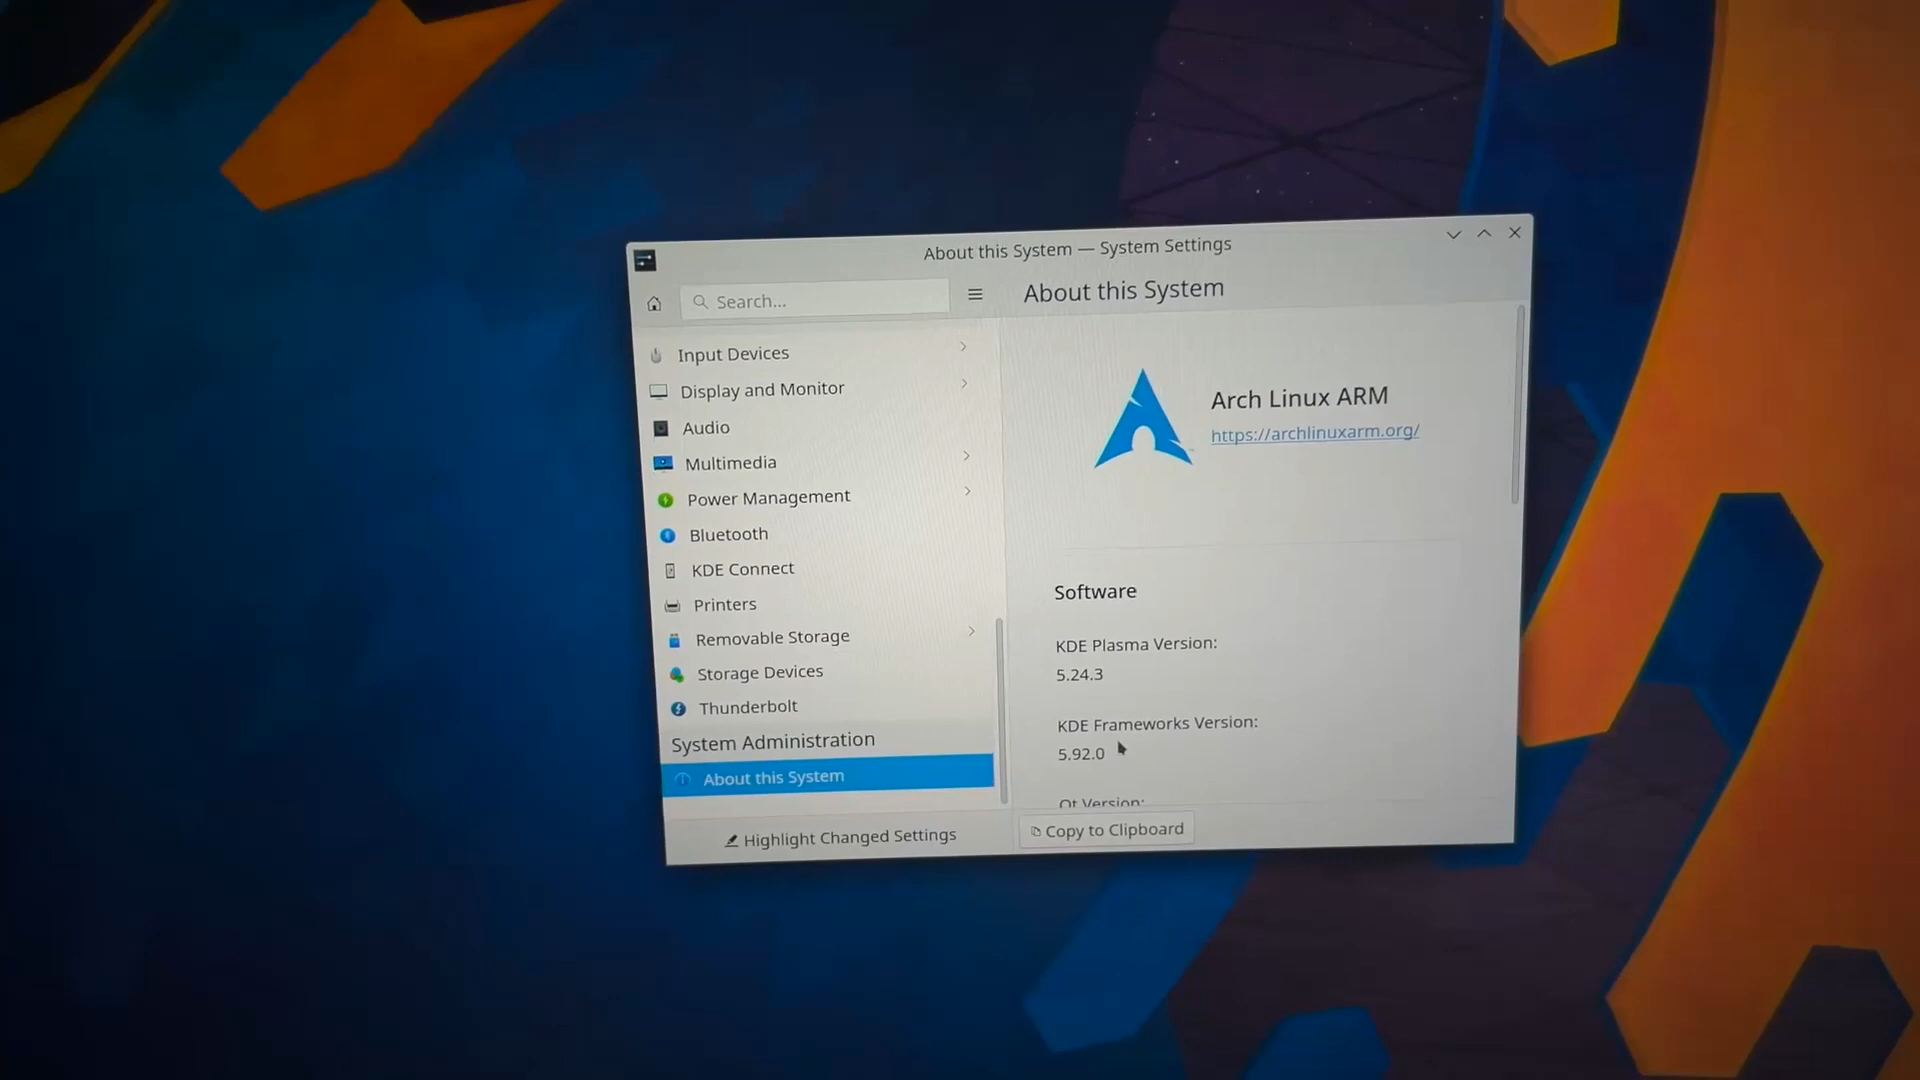 About this System — System Settings
Search...
About this System
Input Devices
Display and Monitor
Audio
Multimedia
Power Management
Bluetooth
KDE Connect
Printers
Removable Storage
Storage Devices
Thunderbolt
System Administration
About this System
Highlight Changed Settings
Arch Linux ARM
https://archlinuxarm.org/
Software
KDE Plasma Version:
5.24.3
KDE Frameworks Version:
5.92.0
Qt Version:
Copy to Clipboard